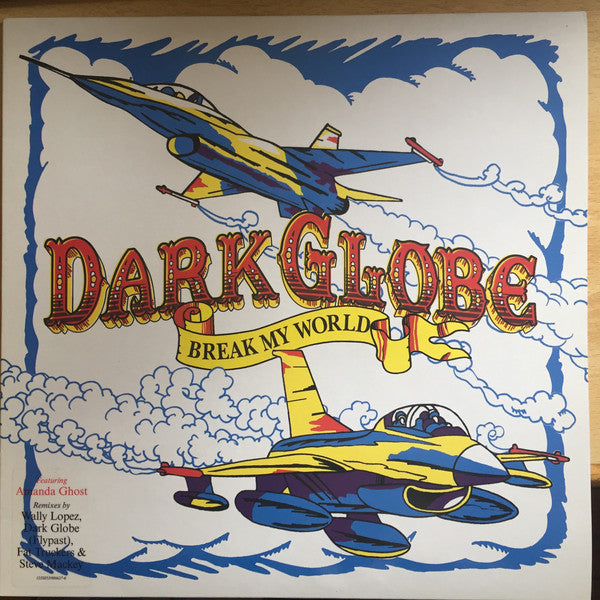 DARK GLOBE
BREAK MY WORLD
Featuring
Amanda Ghost
Remixes by
Wally Lopez,
Dark Globe
(Flypast),
Fat Truckers &
Steve Mackey